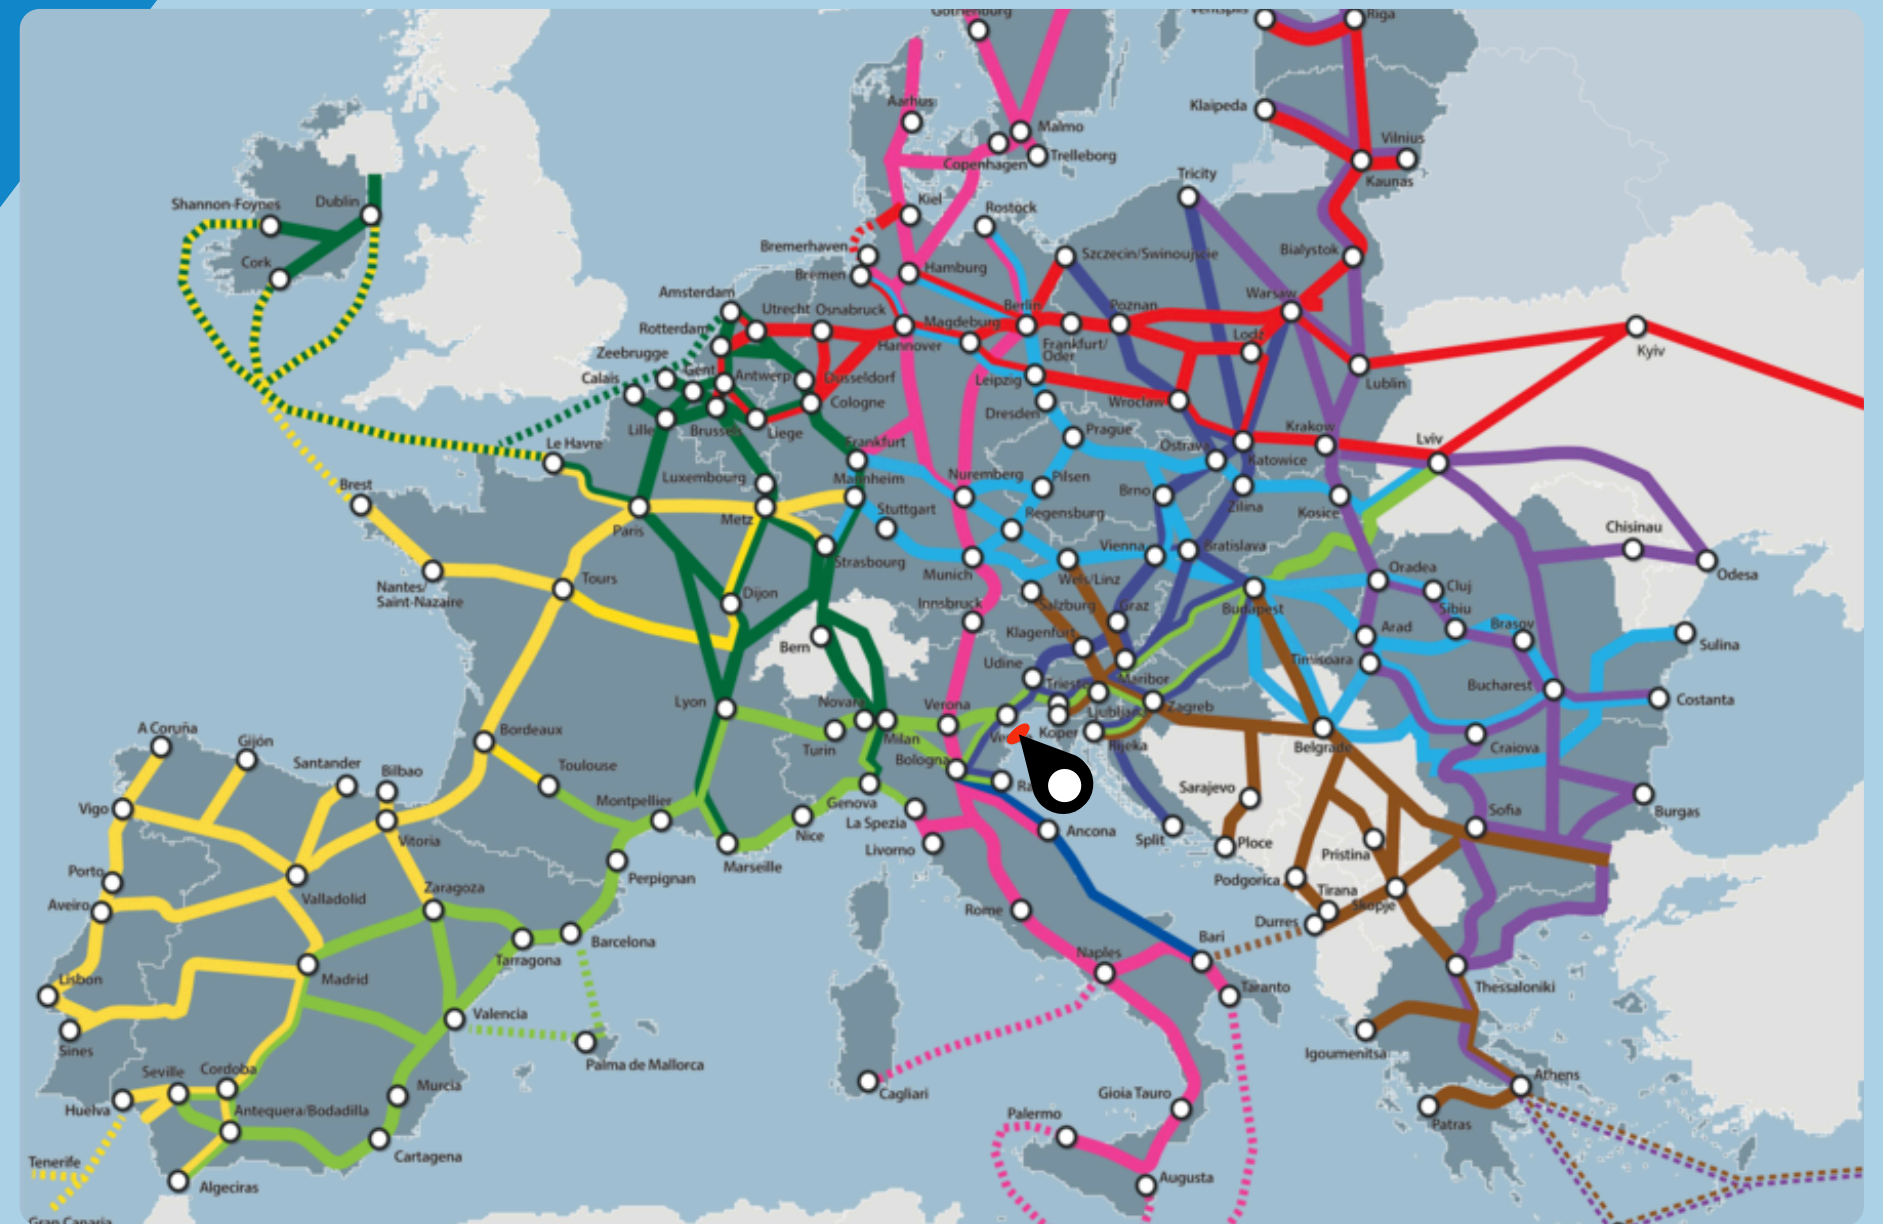 Gothenburg
Ventspils
Riga
Aarhus
Malmo
Klaipeda
Vilnius
Copenhagen
Trelleborg
Kaunas
Tricity
Shannon-Foynes
Dublin
Kiel
Rostock
Bremerhaven
Szczecin/Swinoujscie
Bialystok
Cork
Bremen
Hamburg
Amsterdam
Utrecht
Osnabruck
Berlin
Poznan
Warsaw
Rotterdam
Magdeburg
Lodz
Kyiv
Zeebrugge
Hannover
Frankfurt/
Oder
Calais
Gent
Antwerp
Dusseldorf
Leipzig
Lublin
Cologne
Dresden
Wroclaw
Lille
Brussels
Liege
Prague
Krakow
Le Havre
Frankfurt
Ostrava
Katowice
Lviv
Brest
Luxembourg
Mannheim
Nuremberg
Pilsen
Brno
Zilina
Kosice
Paris
Metz
Stuttgart
Regensburg
Chisinau
Nantes/
Saint-Nazaire
Tours
Strasbourg
Munich
Vienna
Bratislava
Wels/Linz
Oradea
Cluj
Odesa
Dijon
Innsbruck
Salzburg
Graz
Budapest
Sibiu
Bern
Klagenfurt
Arad
Brasov
Sulina
Udine
Trieste
Maribor
Timisoara
Bucharest
Costanta
Lyon
Novara
Verona
Ljubljana
Zagreb
A Coruña
Gijón
Bordeaux
Turin
Milan
Koper
Rijeka
Belgrade
Craiova
Santander
Bilbao
Toulouse
Bologna
Sarajevo
Vigo
Montpellier
Genova
Vitoria
Nice
La Spezia
Ancona
Split
Ploce
Sofia
Burgas
Livorno
Pristina
Porto
Perpignan
Marseille
Podgorica
Aveiro
Valladolid
Zaragoza
Rome
Tirana
Skopje
Durres
Barcelona
Tarragona
Bari
Naples
Lisbon
Madrid
Taranto
Thessaloniki
Valencia
Sines
Igoumenitsa
Palma de Mallorca
Seville
Cordoba
Murcia
Cagliari
Athens
Huelva
Antequera/Bodadilla
Gioia Tauro
Palermo
Patras
Tenerife
Cartagena
Algeciras
Augusta
Gran Canaria